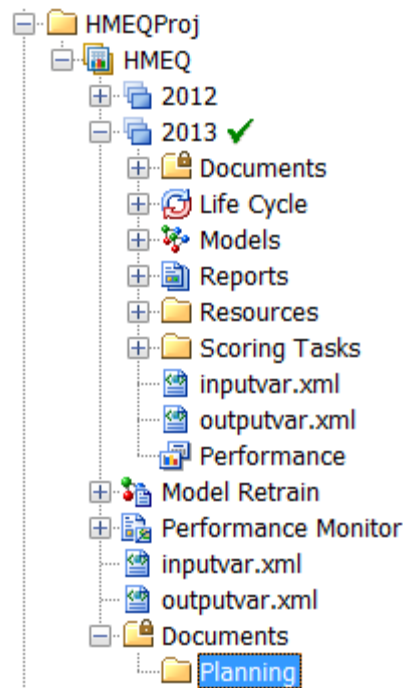 HMEQProj
HMEQ
2012
2013
Documents
Life Cycle
Models
Reports
Resources
Scoring Tasks
inputvar.xml
outputvar.xml
Performance
Model Retrain
Performance Monitor
inputvar.xml
outputvar.xml
Documents
Planning